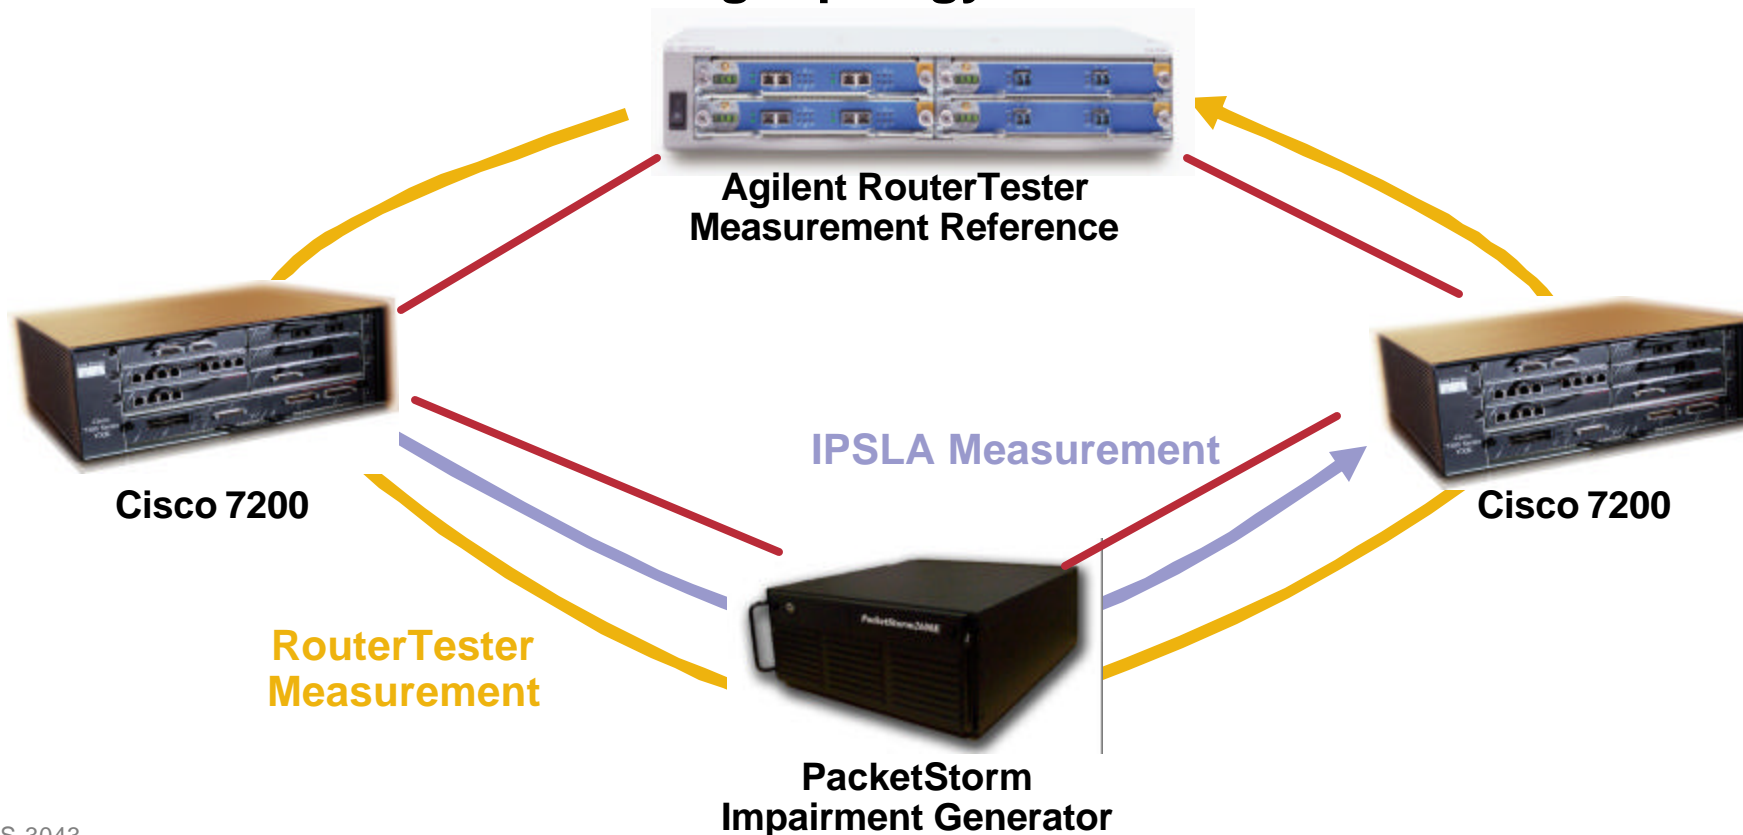 Agilent RouterTester
Measurement Reference
IPSLA Measurement
Cisco 7200
Cisco 7200
RouterTester
Measurement
PacketStorm
Impairment Generator